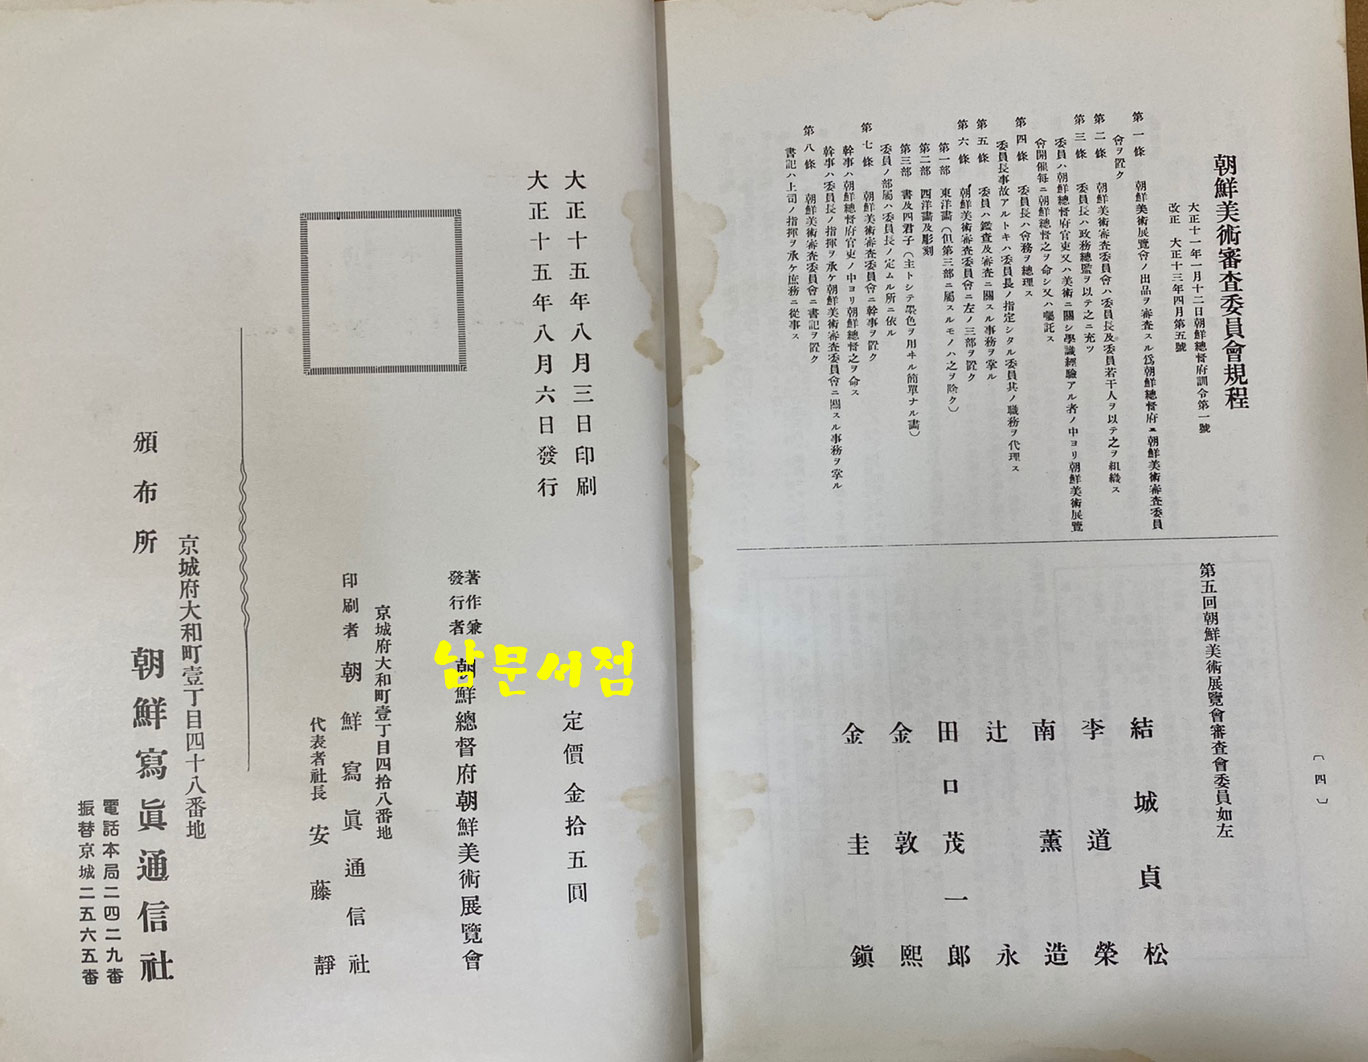 朝鮮美術審査委員會規程
大正十一年一月十二日朝鮮總督府訓令第一號
改正　大正十三年四月第五號
第一條　朝鮮美術展覽會ノ出品ヲ審査スル爲朝鮮總督府ニ朝鮮美術審査委員
會ヲ置ク
第二條　朝鮮美術審査委員會ハ委員長及委員若干人ヲ以テ之ヲ組織ス
第三條　委員長ハ政務總監ヲ以テ之ニ充ツ
委員ハ朝鮮總督府官吏又ハ美術ニ關シ學識經驗アル者ノ中ヨリ朝鮮美術展覽
會開催每ニ朝鮮總督之ヲ命シ又ハ囑託ス
第四條　委員長ハ會務ヲ總理ス
委員長事故アルトキハ委員長ノ指定シタル委員其ノ職務ヲ代理ス
第五條　委員ハ鑑査及審査ニ關スル事務ヲ掌ル
第六條　朝鮮美術審査委員會ニ左ノ三部ヲ置ク
第一部　東洋畵（但第三部ニ屬スルモノハ之ヲ除ク）
第二部　西洋畵及彫刻
第三部　書及四君子（主トシテ墨色ヲ用ヰル簡單ナル畵）
委員ノ部屬ハ委員長ノ定ムル所ニ依ル
第七條　朝鮮美術審査委員會ニ幹事ヲ置ク
幹事ハ朝鮮總督府官吏ノ中ヨリ朝鮮總督之ヲ命ス
幹事ハ委員長ノ指揮ヲ承ケ朝鮮美術審査委員會ニ關スル事務ヲ掌ル
第八條　朝鮮美術審査委員會ニ書記ヲ置ク
書記ハ上司ノ指揮ヲ承ケ庶務ニ從事ス
〔四〕
第五回朝鮮美術展覽會審査會委員如左
結城貞松
李道榮
南薰造
辻永
田口茂一郎
金敦熙
金圭鎭
大正十五年八月三日印刷
大正十五年八月六日發行
定價金拾五圓
著作兼
發行者
朝鮮總督府朝鮮美術展覽會
남문서점
京城府大和町壹丁目四拾八番地
印刷者　朝鮮寫眞通信社
代表者社長　安藤靜
京城府大和町壹丁目四十八番地
頒布所　朝鮮寫眞通信社
電話本局二四二九番
振替京城二五六五番